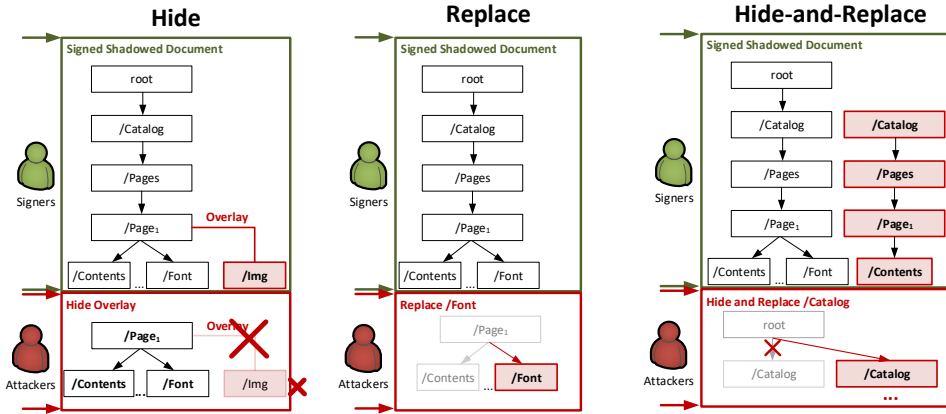 Hide
Signed Shadowed Document
root
/Catalog
/Pages
/Page₁
Overlay
/Contents
...
/Font
/Img
Signers
Hide Overlay
/Page₁
Overlay
/Contents
...
/Font
/Img
Attackers
Replace
Signed Shadowed Document
root
/Catalog
/Pages
/Page₁
/Contents
...
/Font
Signers
Replace /Font
/Page₁
/Contents
...
/Font
Attackers
Hide-and-Replace
Signed Shadowed Document
root
/Catalog
/Catalog
/Pages
/Pages
/Page₁
/Page₁
/Contents
...
/Font
/Contents
Signers
Hide and Replace /Catalog
root
/Catalog
/Catalog
...
Attackers